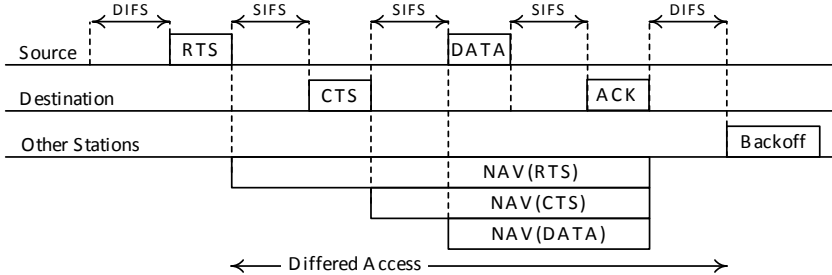 DIFS SIFS SIFS SIFS DIFS
Source RTS DATA
Destination CTS ACK
Other Stations Backoff
NAV(RTS)
NAV(CTS)
NAV(DATA)
Differed Access